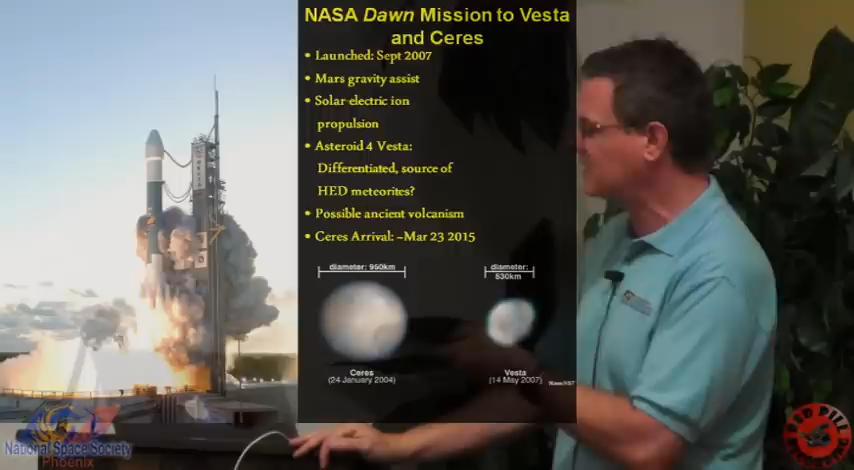 NASA Dawn Mission to Vesta
and Ceres
• Launched: Sept 2007
• Mars gravity assist
• Solar electric ion
propulsion
• Asteroid 4 Vesta:
Differentiated, source of
HED meteorites?
• Possible ancient volcanism
• Ceres Arrival: ~Mar 23 2015
diameter: 950km
diameter:
530km
Ceres
(24 January 2004)
Vesta
(14 May 2007)
National Space Society
Phoenix
RED PILL